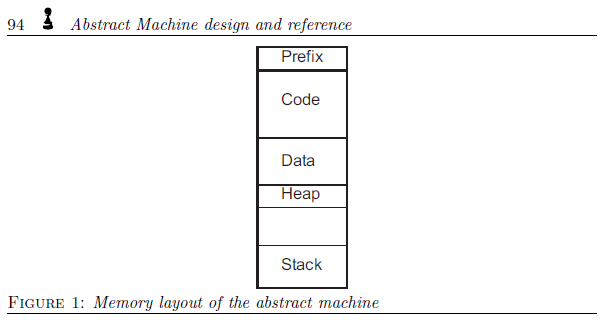 94 Abstract Machine design and reference
Prefix
Code
Data
Heap
Stack
FIGURE 1: Memory layout of the abstract machine